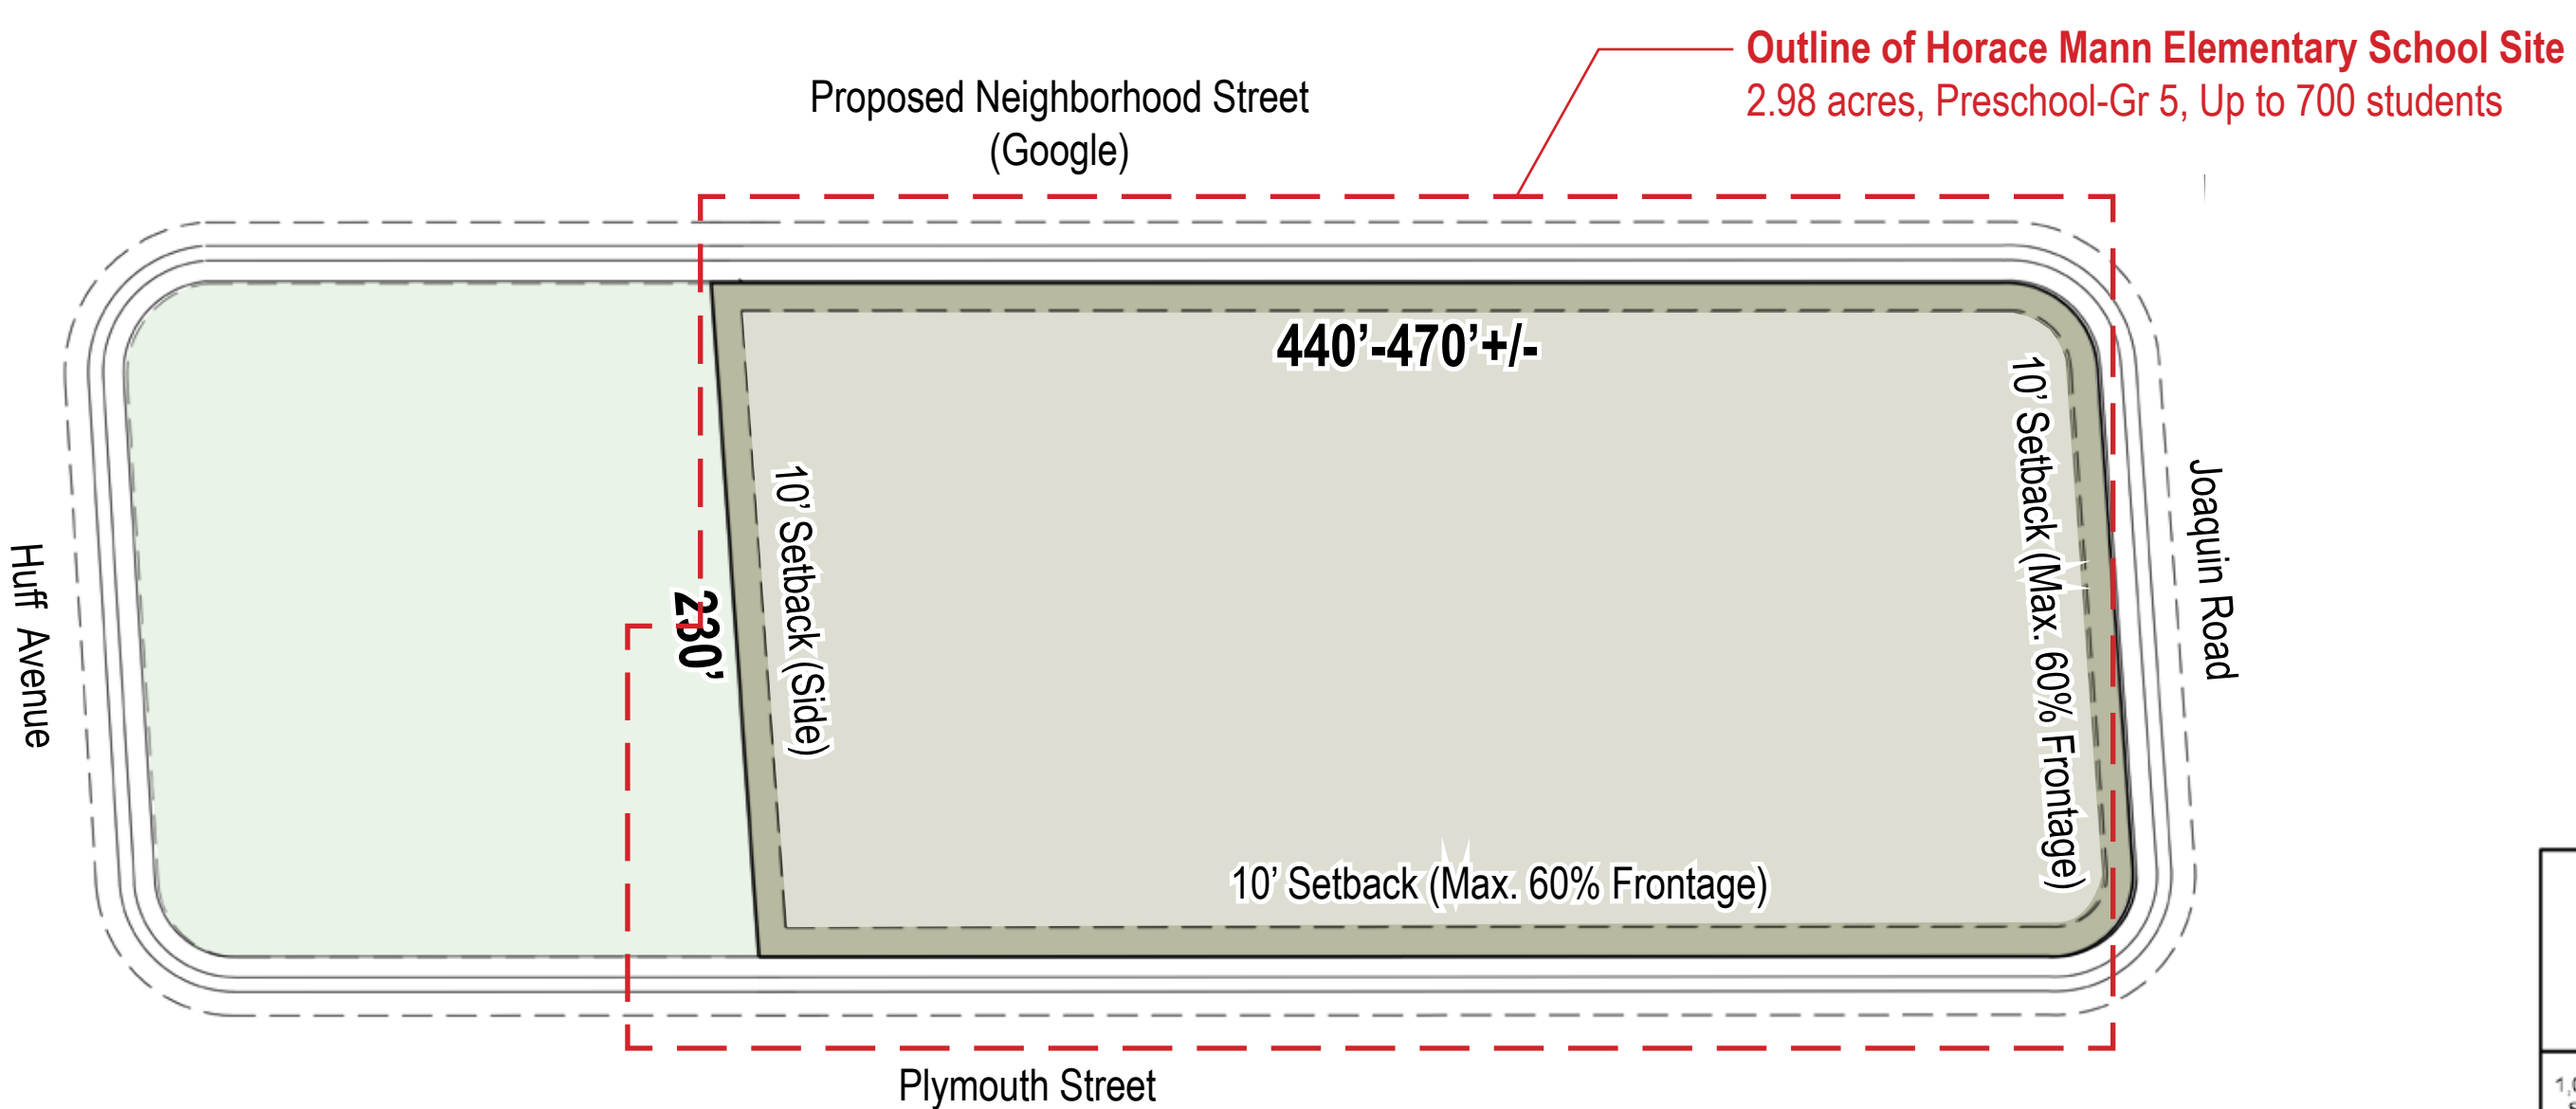 Outline of Horace Mann Elementary School Site
2.98 acres, Preschool-Gr 5, Up to 700 students
Proposed Neighborhood Street
(Google)
440’-470’+/-
10’ Setback (Max. 60% Frontage)
Joaquin Road
10’ Setback (Side)
230’
Huff Avenue
10’ Setback (Max. 60% Frontage)
Plymouth Street